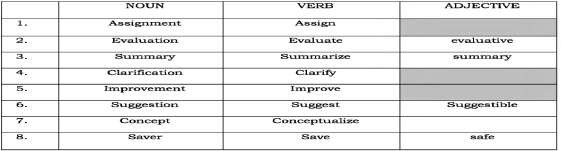 NOUN VERB ADJECTIVE
1. Assignment Assign
2. Evaluation Evaluate evaluative
3. Summary Summarize summary
4. Clarification Clarify
5. Improvement Improve
6. Suggestion Suggest Suggestible
7. Concept Conceptualize
8. Saver Save safe